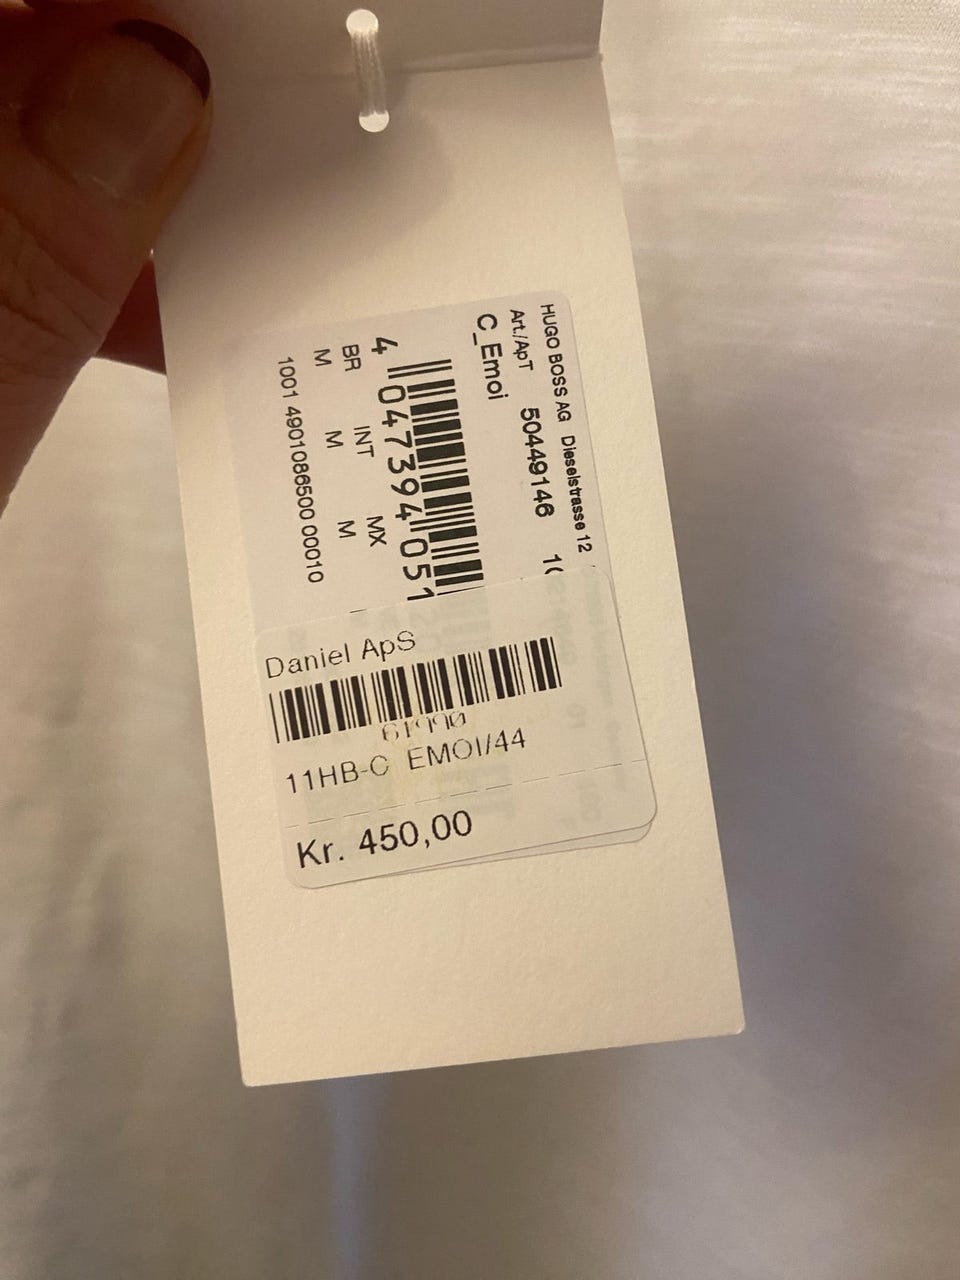 HUGO BOSS AG Dieselstrasse 12
Art./ApT 50449146
C_Emoi
4 047394 051
BR INT MX
M M M
1001 4901086500 00010
Daniel ApS
61990
11HB-C EMOI/44
Kr. 450,00